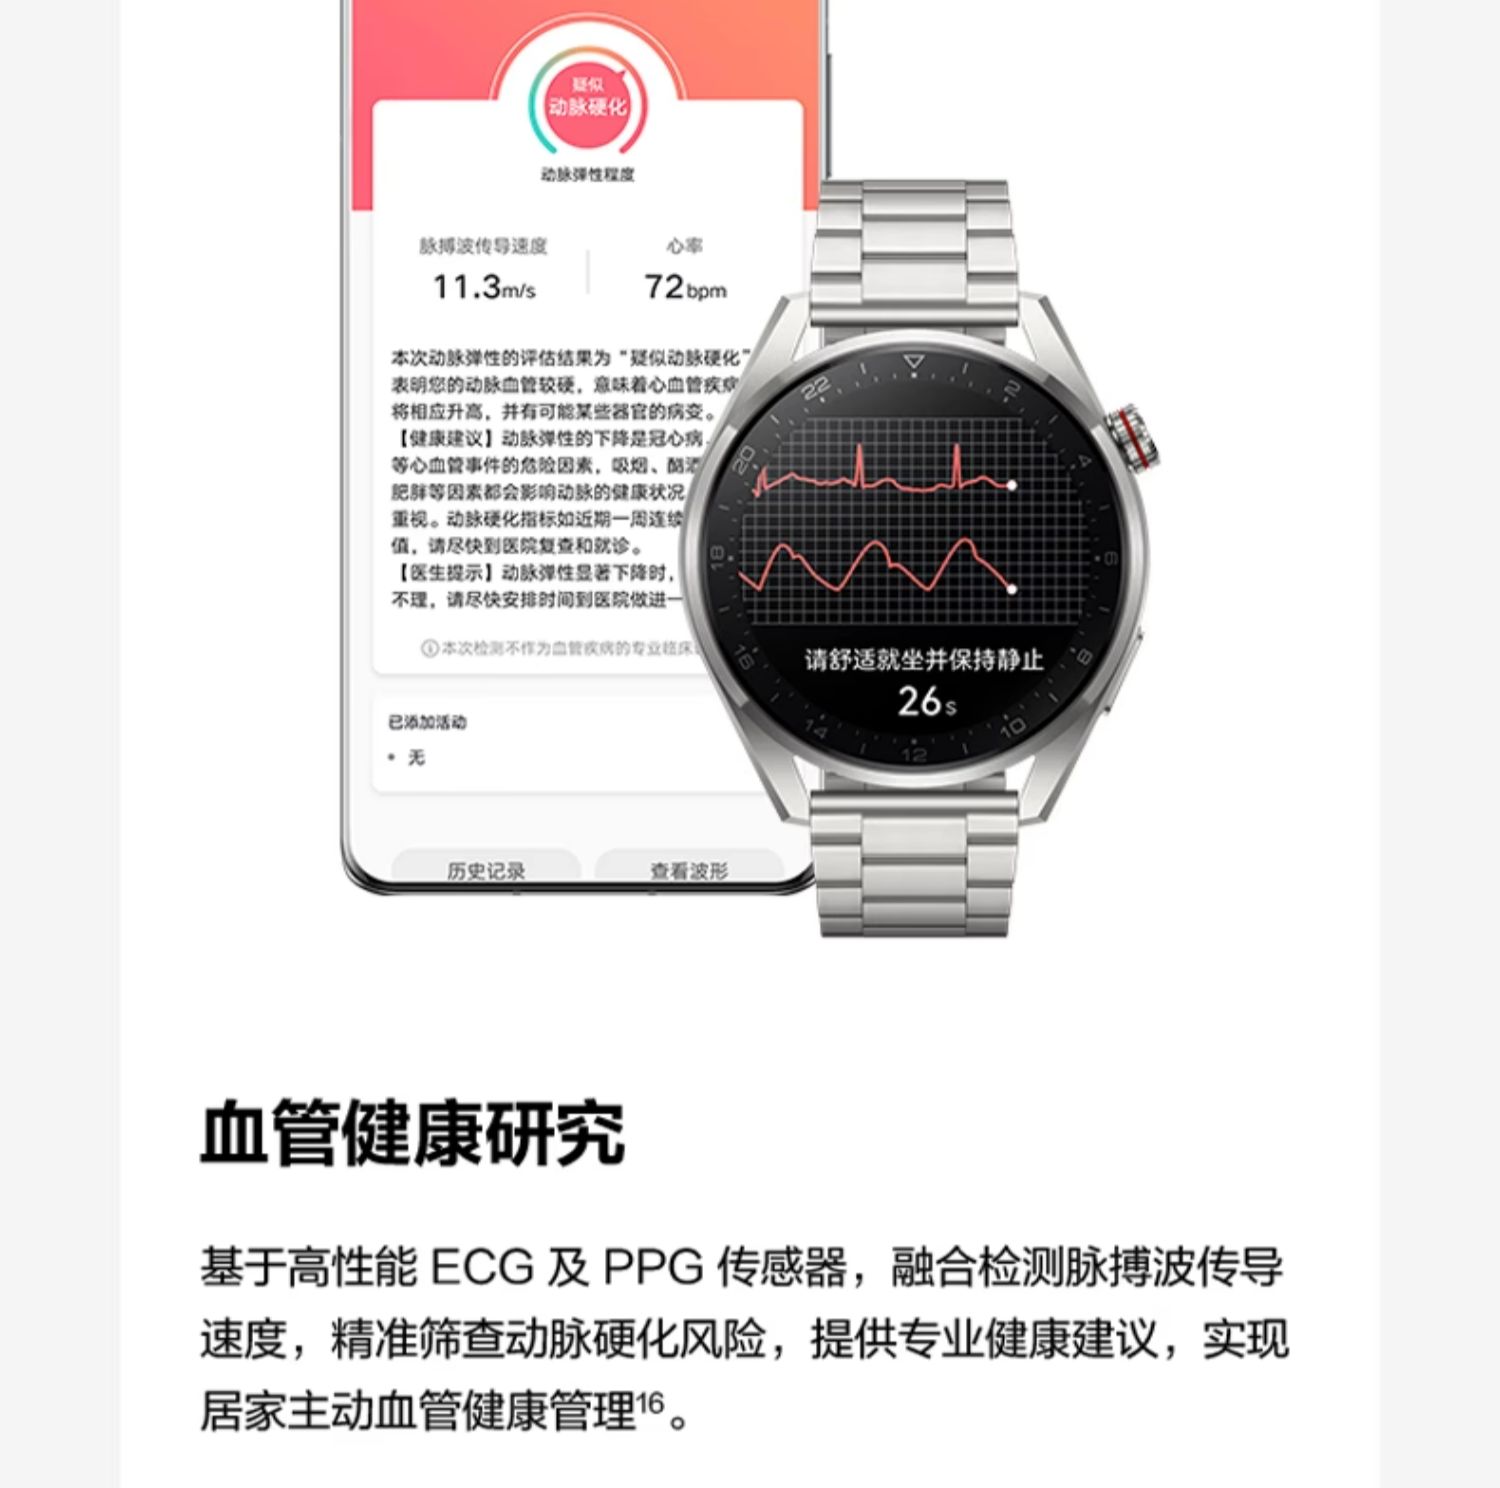 疑似
动脉硬化
动脉弹性程度
脉搏波传导速度
心率
11.3m/s
72bpm
本次动脉弹性的评估结果为“疑似动脉硬化”
表明您的动脉血管较硬，意味着心血管疾病
将相应升高，并有可能某些器官的病变。
【健康建议】动脉弹性的下降是冠心病
等心血管事件的危险因素，吸烟、酗酒
肥胖等因素都会影响动脉的健康状况
重视。动脉硬化指标如近期一周连续
值，请尽快到医院复查和就诊。
【医生提示】动脉弹性显著下降时，
不理，请尽快安排时间到医院做进一
本次检测不作为血管疾病的专业临床
已添加活动
• 无
历史记录
查看波形
22
2
20
4
18
6
16
8
14
12
10
请舒适就坐并保持静止
26s
血管健康研究
基于高性能 ECG 及 PPG 传感器，融合检测脉搏波传导
速度，精准筛查动脉硬化风险，提供专业健康建议，实现
居家主动血管健康管理16。